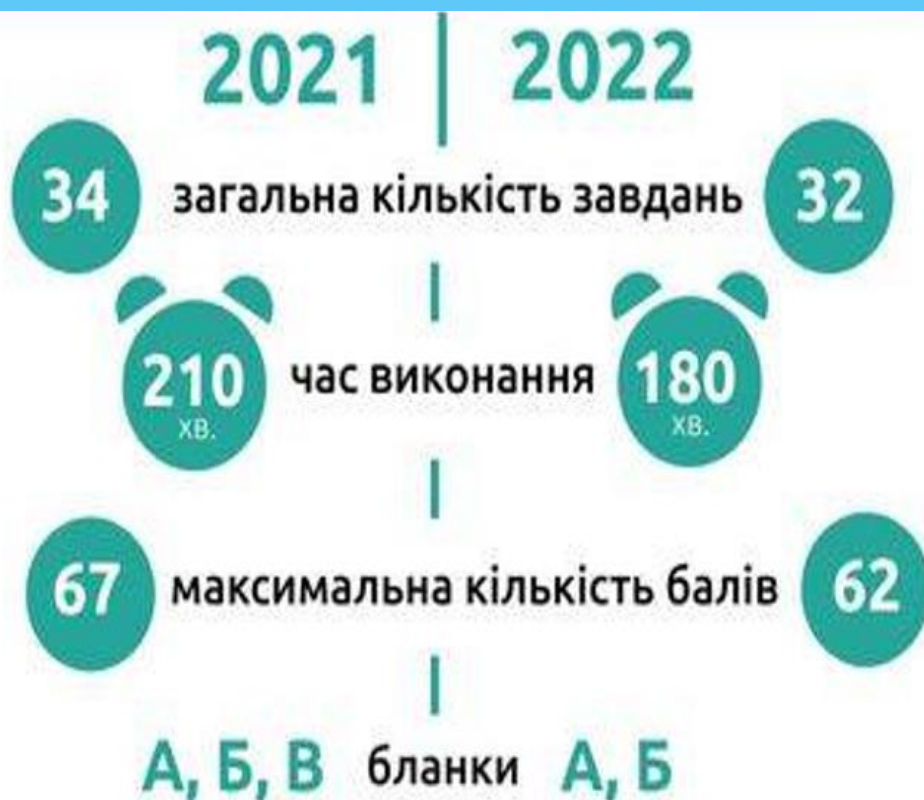 2021 2022
34 загальна кількість завдань 32
210 час виконання 180
хв. хв.
67 максимальна кількість балів 62
А, Б, В бланки А, Б